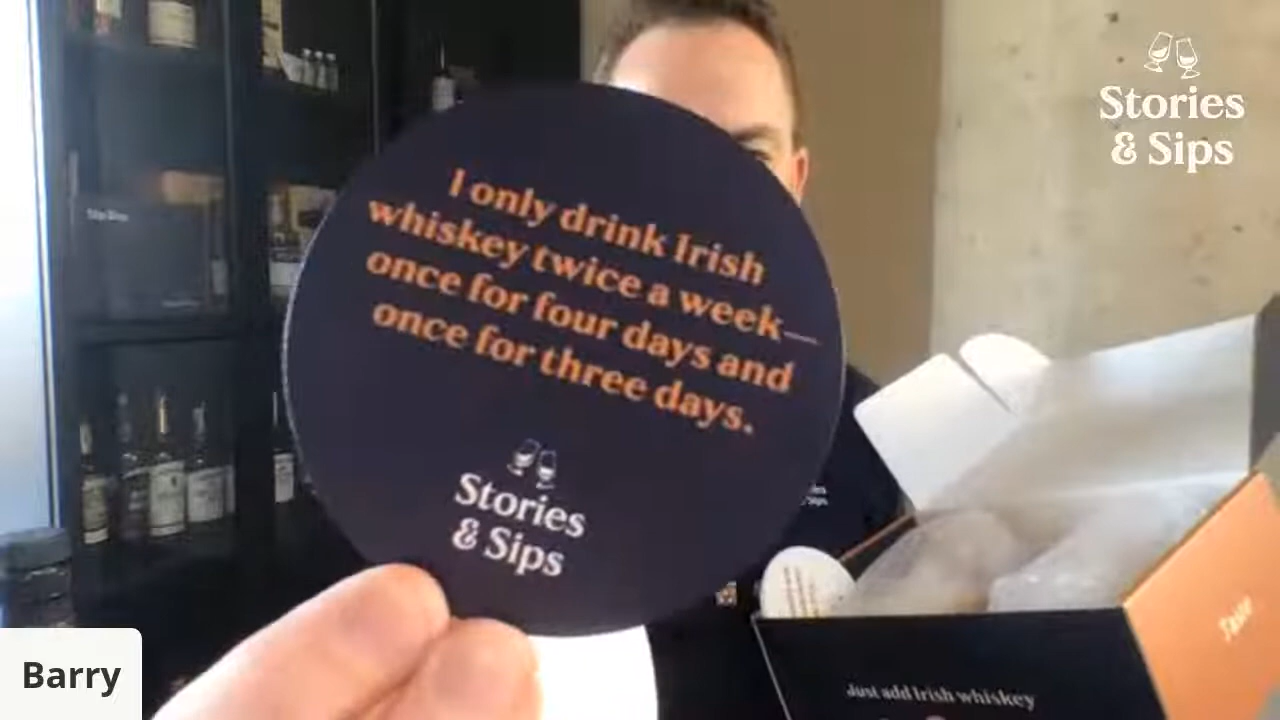 Stories
& Sips
I only drink Irish
whiskey twice a week—
once for four days and
once for three days.
Stories
& Sips
Just add Irish whiskey
Barry